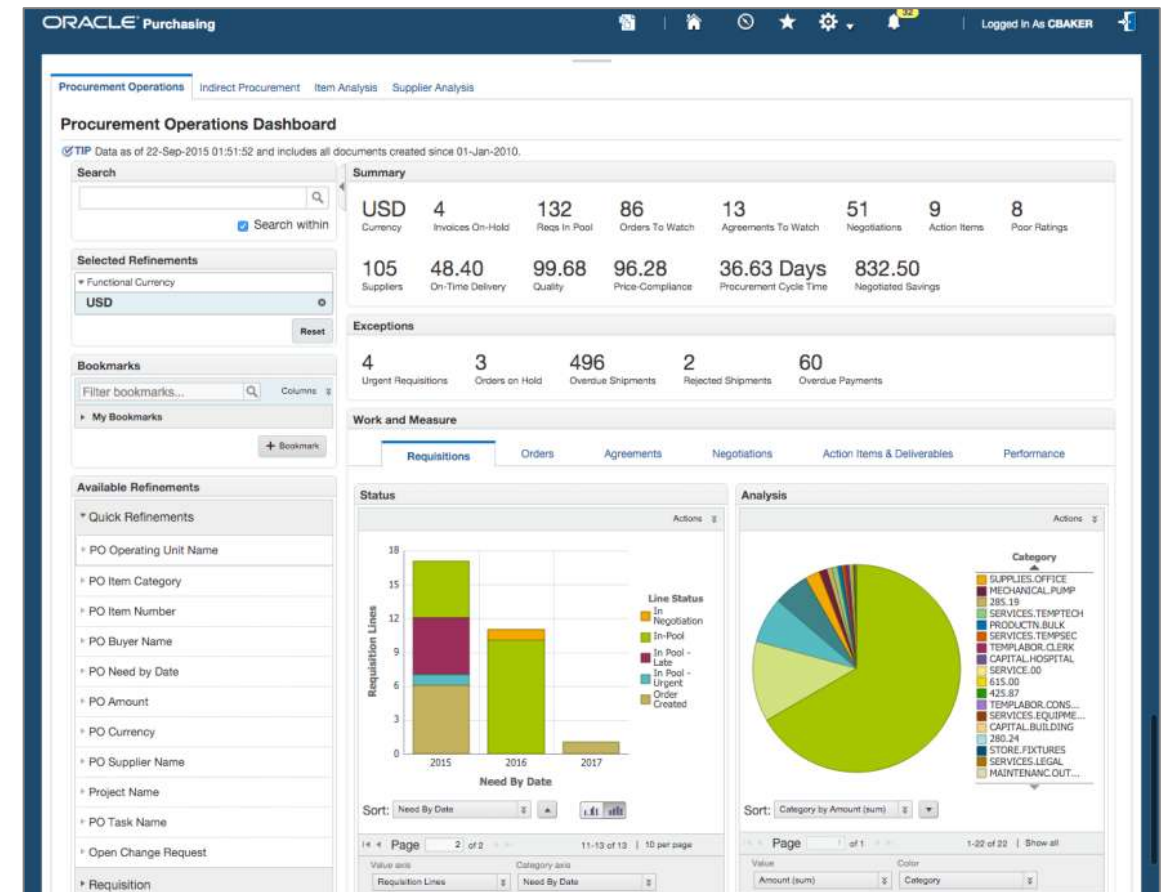 ORACLE Purchasing
Logged In As CBAKER
Procurement Operations Indirect Procurement Item Analysis Supplier Analysis
Procurement Operations Dashboard
TIP Data as of 22-Sep-2015 01:51:52 and includes all documents created since 01-Jan-2010.
Search
Search within
Selected Refinements
Functional Currency
USD
Reset
Bookmarks
Filter bookmarks... Columns
My Bookmarks
+ Bookmark
Available Refinements
Quick Refinements
PO Operating Unit Name
PO Item Category
PO Item Number
PO Buyer Name
PO Need by Date
PO Amount
PO Currency
PO Supplier Name
Project Name
PO Task Name
Open Change Request
Requisition
Summary
USD 4 132 86 13 51 9 8
Currency Invoices On-Hold Reqs In Pool Orders To Watch Agreements To Watch Negotiations Action Items Poor Ratings
105 48.40 99.68 96.28 36.63 Days 832.50
Suppliers On-Time Delivery Quality Price-Compliance Procurement Cycle Time Negotiated Savings
Exceptions
4 3 496 2 60
Urgent Requisitions Orders on Hold Overdue Shipments Rejected Shipments Overdue Payments
Work and Measure
Requisitions Orders Agreements Negotiations Action Items & Deliverables Performance
Status
Actions
18
15
12
9
6
3
0
Requisition Lines
2015 2016 2017
Need By Date
Line Status
In
Negotiation
In-Pool
In Pool -
Late
In Pool -
Urgent
Order
Created
Sort: Need By Date
Page 2 of 2 11-13 of 13 | 10 per page
Value axis Category axis
Requisition Lines Need By Date
Analysis
Actions
Category
SUPPLIES.OFFICE
MECHANICAL.PUMP
285.19
SERVICES.TEMPTECH
PRODUCTN.BULK
SERVICES.TEMPSEC
TEMPLABOR.CLERK
CAPITAL.HOSPITAL
SERVICE.00
615.00
425.87
TEMPLABOR.CONS...
SERVICES.EQUIPME...
CAPITAL.BUILDING
280.24
STORE.FIXTURES
SERVICES.LEGAL
MAINTENANC.OUT...
Sort: Category by Amount (sum)
Page 1 of 1 1-22 of 22 | Show all
Value Color
Amount (sum) Category